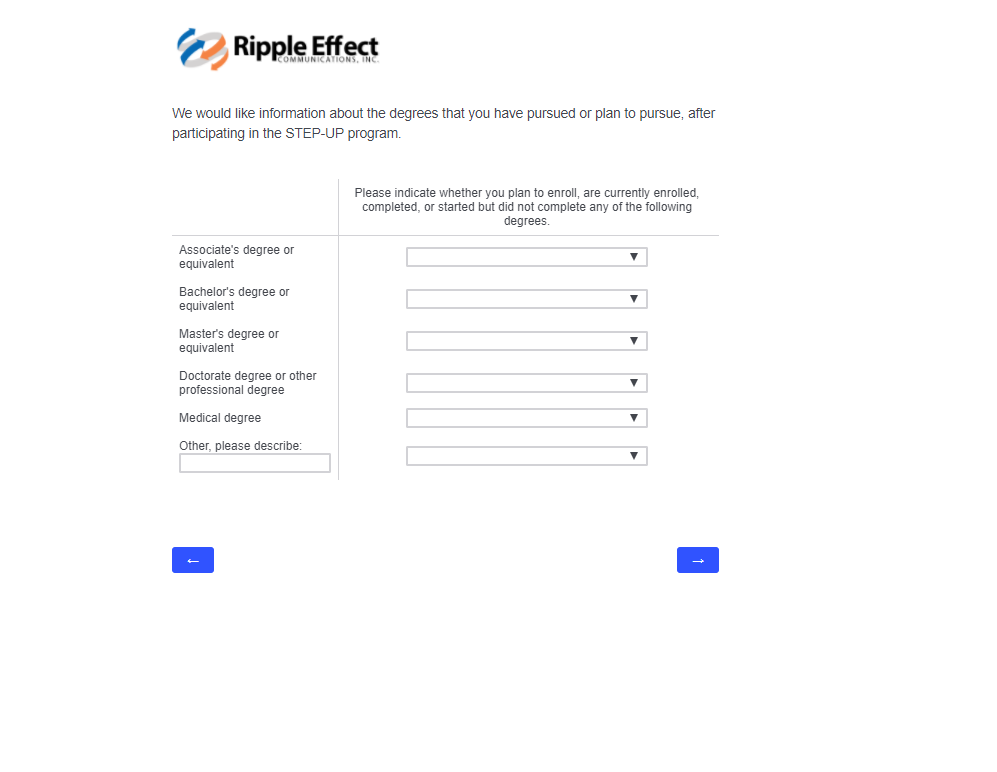 Ripple Effect
COMMUNICATIONS, INC.
We would like information about the degrees that you have pursued or plan to pursue, after
participating in the STEP-UP program.
Please indicate whether you plan to enroll, are currently enrolled,
completed, or started but did not complete any of the following
degrees.
Associate's degree or
equivalent
Bachelor's degree or
equivalent
Master's degree or
equivalent
Doctorate degree or other
professional degree
Medical degree
Other, please describe: